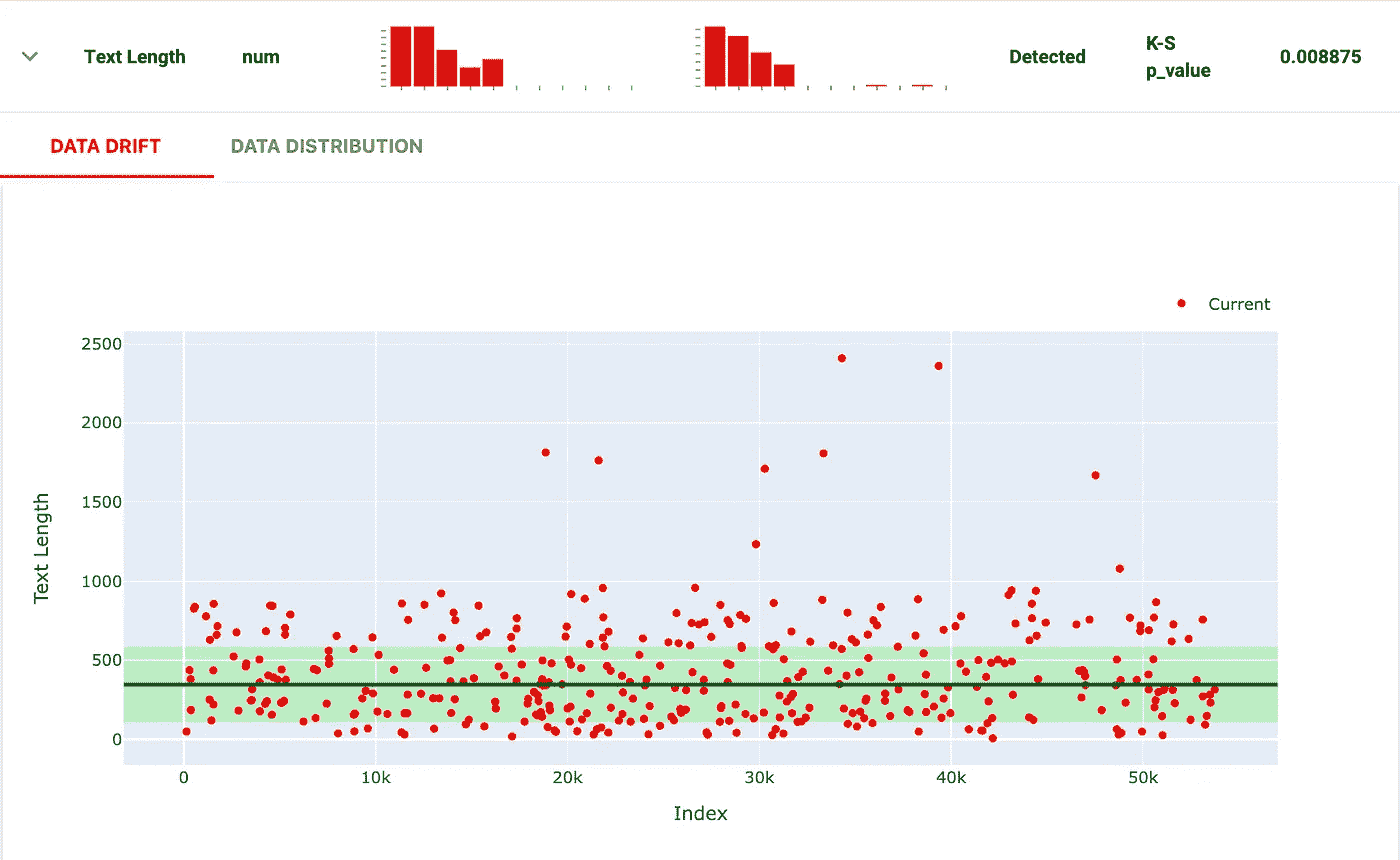 Text Length num Detected K-S p_value 0.008875
DATA DRIFT DATA DISTRIBUTION
Current
2500
2000
1500
1000
500
0
Text Length
0 10k 20k 30k 40k 50k
Index